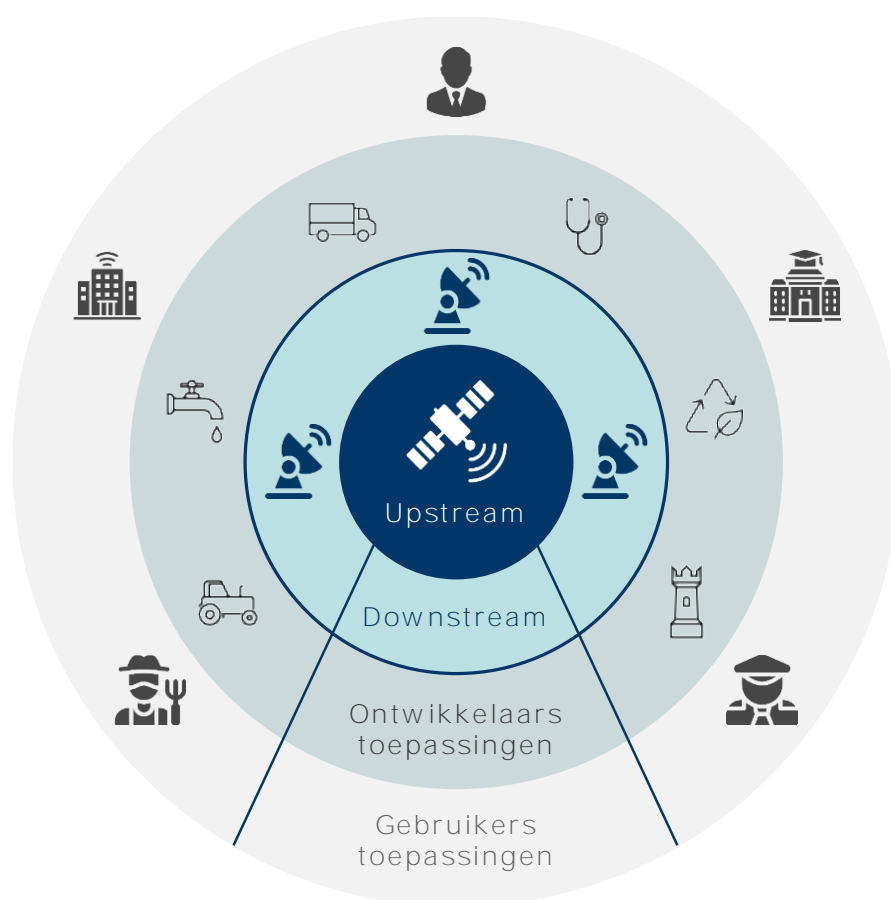 Upstream
Downstream
Ontwikkelaars
toepassingen
Gebruikers
toepassingen